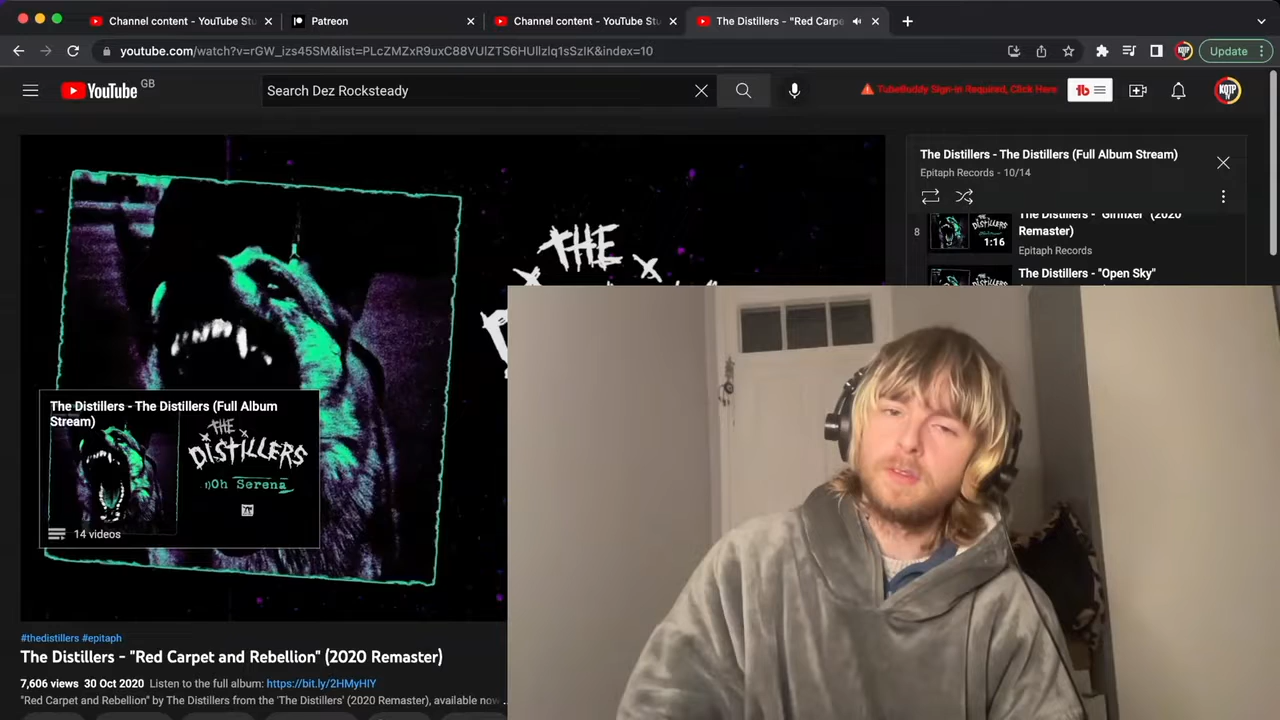 Channel content - YouTube St
Patreon
Channel content - YouTube Stu
The Distillers - "Red Carpe
youtube.com/watch?v=rGW_izs45SM&list=PLcZMZxR9uxC88VUlZTS6HUllzlq1sSzlK&index=10
Update
YouTube GB
Search Dez Rocksteady
TubeBuddy Sign-in Required, Click Here
tb
KQTP
THE
The Distillers - The Distillers (Full Album Stream)
Epitaph Records - 10/14
8
The Distillers - "Girlfixer" (2020
Remaster)
1:16
Epitaph Records
The Distillers - "Open Sky"
The Distillers - The Distillers (Full Album
Stream)
THE
DISTILLERS
Oh Serena
14 videos
#thedistillers #epitaph
The Distillers - "Red Carpet and Rebellion" (2020 Remaster)
7,606 views 30 Oct 2020 Listen to the full album: https://bit.ly/2HMyHIY
"Red Carpet and Rebellion" by The Distillers from the 'The Distillers' (2020 Remaster), available now ...